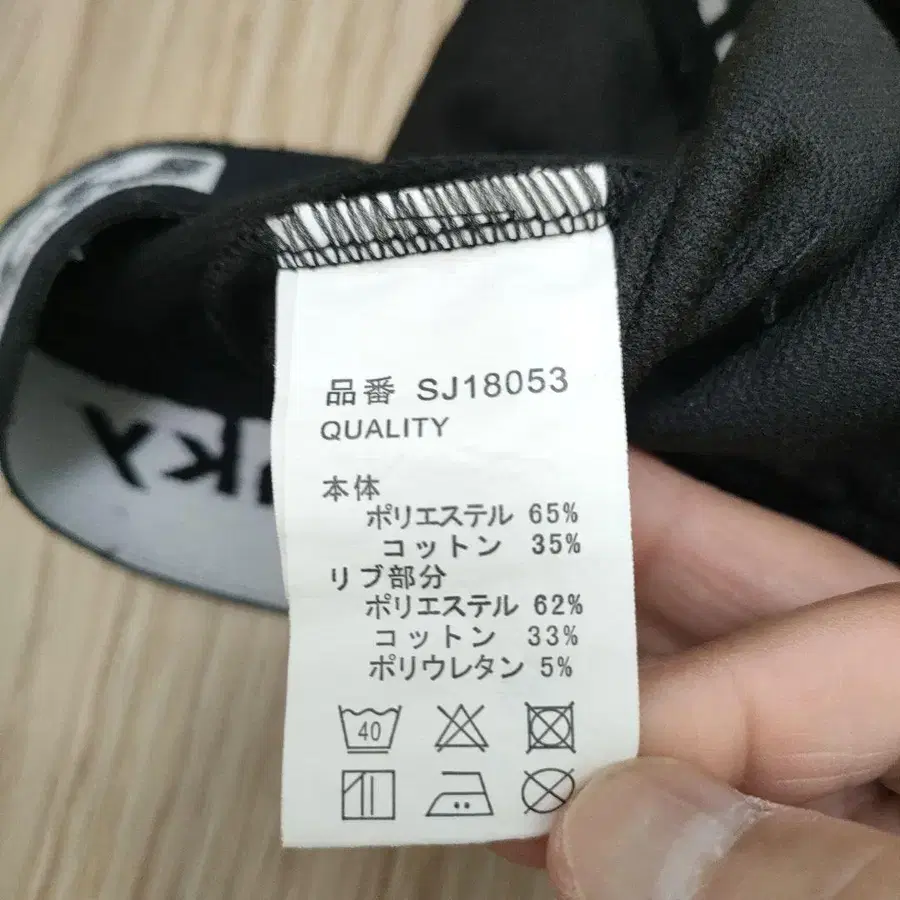 品番 SJ18053
QUALITY
本体
ポリエステル 65%
コットン 35%
リブ部分
ポリエステル 62%
コットン 33%
ポリウレタン 5%
40